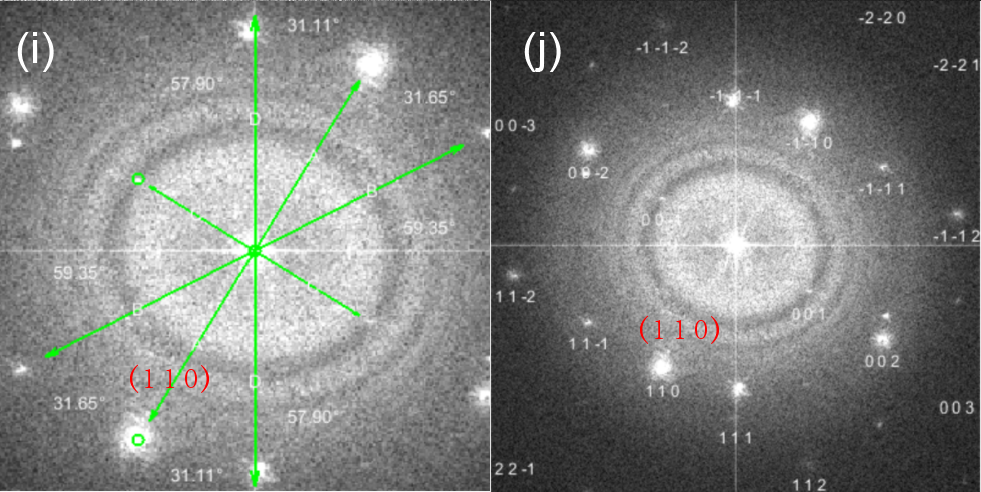 (i)
31.11°
57.90°
31.65°
D
B
59.35°
59.35°
B
(1 1 0)
D
31.65°
57.90°
31.11°
(j)
-2 -2 0
-1 -1 -2
-2 -2 1
-1 -1 -1
0 0 -3
-1 -1 0
0 0 -2
-1 -1 1
0 0 -1
-1 -1 2
1 1 -2
0 0 1
(1 1 0)
1 1 -1
0 0 2
1 1 0
0 0 3
1 1 1
2 2 -1
1 1 2